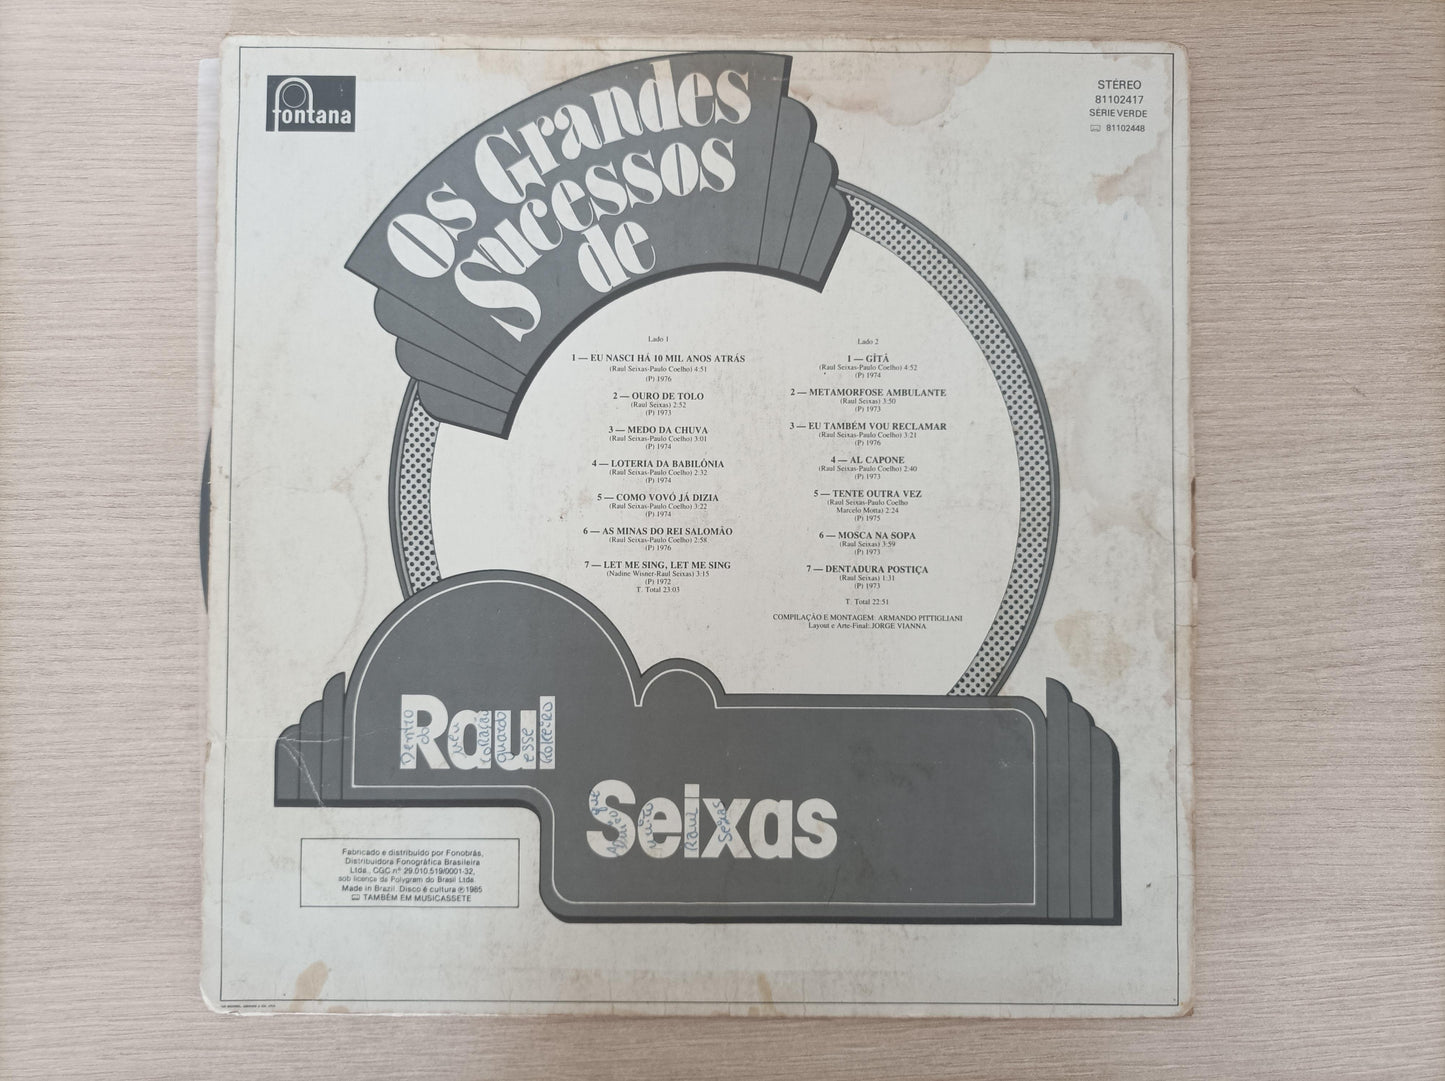 fontana
STÉREO
81102417
SÉRIE VERDE
81102448
Os Grandes
Sucessos
de
Lado 1
1 — EU NASCI HÁ 10 MIL ANOS ATRÁS
(Raul Seixas-Paulo Coelho) 4:51
(P) 1976
2 — OURO DE TOLO
(Raul Seixas) 2:52
(P) 1973
3 — MEDO DA CHUVA
(Raul Seixas-Paulo Coelho) 3:01
(P) 1974
4 — LOTERIA DA BABILÔNIA
(Raul Seixas-Paulo Coelho) 2:32
(P) 1974
5 — COMO VOVÓ JÁ DIZIA
(Raul Seixas-Paulo Coelho) 3:22
(P) 1974
6 — AS MINAS DO REI SALOMÃO
(Raul Seixas-Paulo Coelho) 2:58
(P) 1976
7 — LET ME SING, LET ME SING
(Nadine Wisner-Raul Seixas) 3:15
(P) 1972
T. Total 23:03
Lado 2
1 — GÎTÂ
(Raul Seixas-Paulo Coelho) 4:52
(P) 1974
2 — METAMORFOSE AMBULANTE
(Raul Seixas) 3:50
(P) 1973
3 — EU TAMBÉM VOU RECLAMAR
(Raul Seixas-Paulo Coelho) 3:21
(P) 1976
4 — AL CAPONE
(Raul Seixas-Paulo Coelho) 2:40
(P) 1973
5 — TENTE OUTRA VEZ
(Raul Seixas-Paulo Coelho
Marcelo Motta) 2:24
(P) 1975
6 — MOSCA NA SOPA
(Raul Seixas) 3:59
(P) 1973
7 — DENTADURA POSTIÇA
(Raul Seixas) 1:31
(P) 1973
T. Total 22:51
COMPILAÇÃO E MONTAGEM: ARMANDO PITTIGLIANI
Layout e Arte-Final: JORGE VIANNA
Raul
Dentro
do
meu
coração
guardo
esse
Rokeiro
Seixas
que
muito
Raul
Seixas
Fabricado e distribuído por Fonobrás,
Distribuidora Fonográfica Brasileira
Ltda., CGC nº 29.010.519/0001-32,
sob licença da Polygram do Brasil Ltda.
Made in Brazil. Disco é cultura ℗ 1985
TAMBÉM EM MUSICASSETE